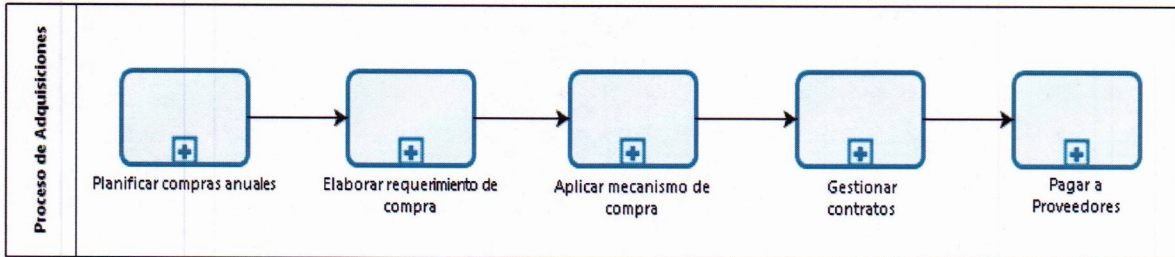 Proceso de Adquisiciones
Planificar compras anuales
Elaborar requerimiento de
compra
Aplicar mecanismo de
compra
Gestionar
contratos
Pagar a
Proveedores